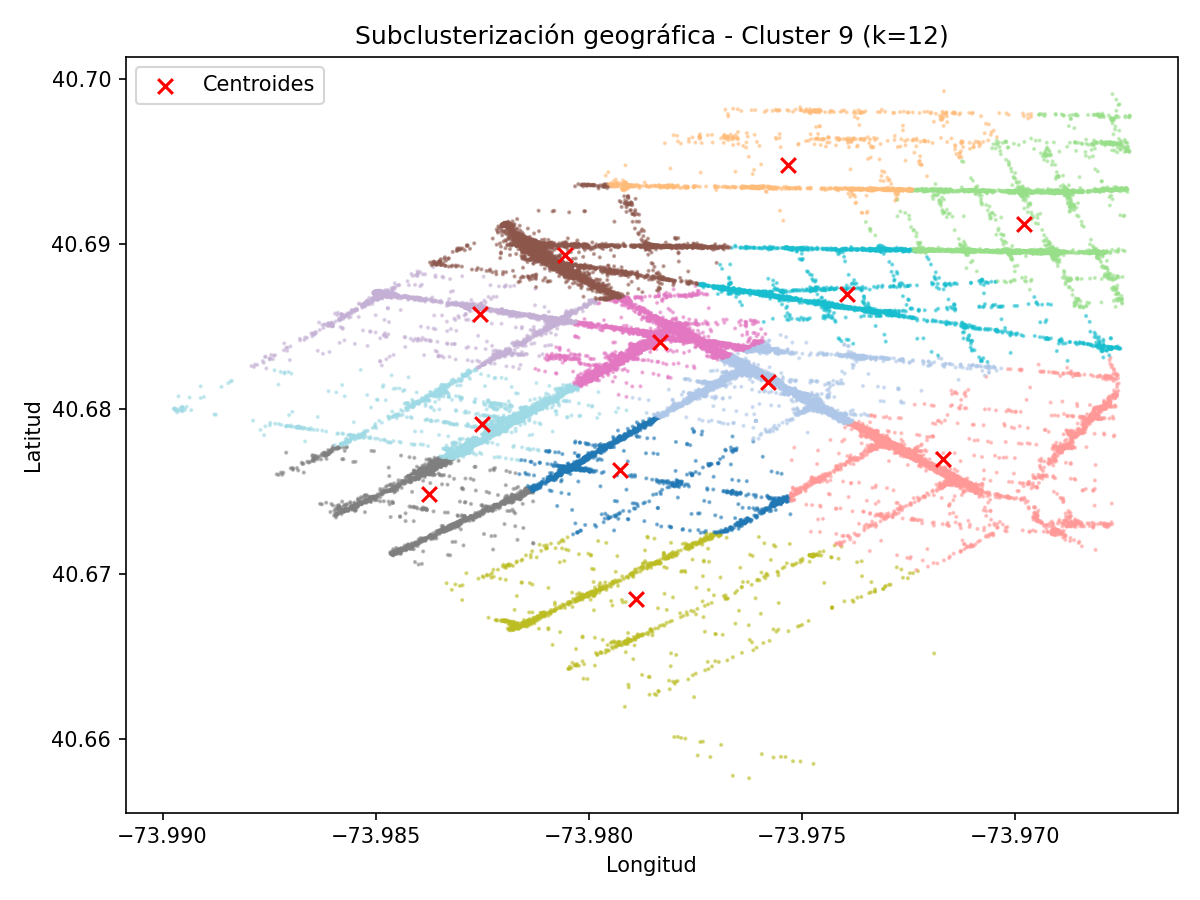 Subclusterización geográfica - Cluster 9 (k=12)
Centroides
40.70
40.69
40.68
40.67
40.66
Latitud
−73.990
−73.985
−73.980
−73.975
−73.970
Longitud